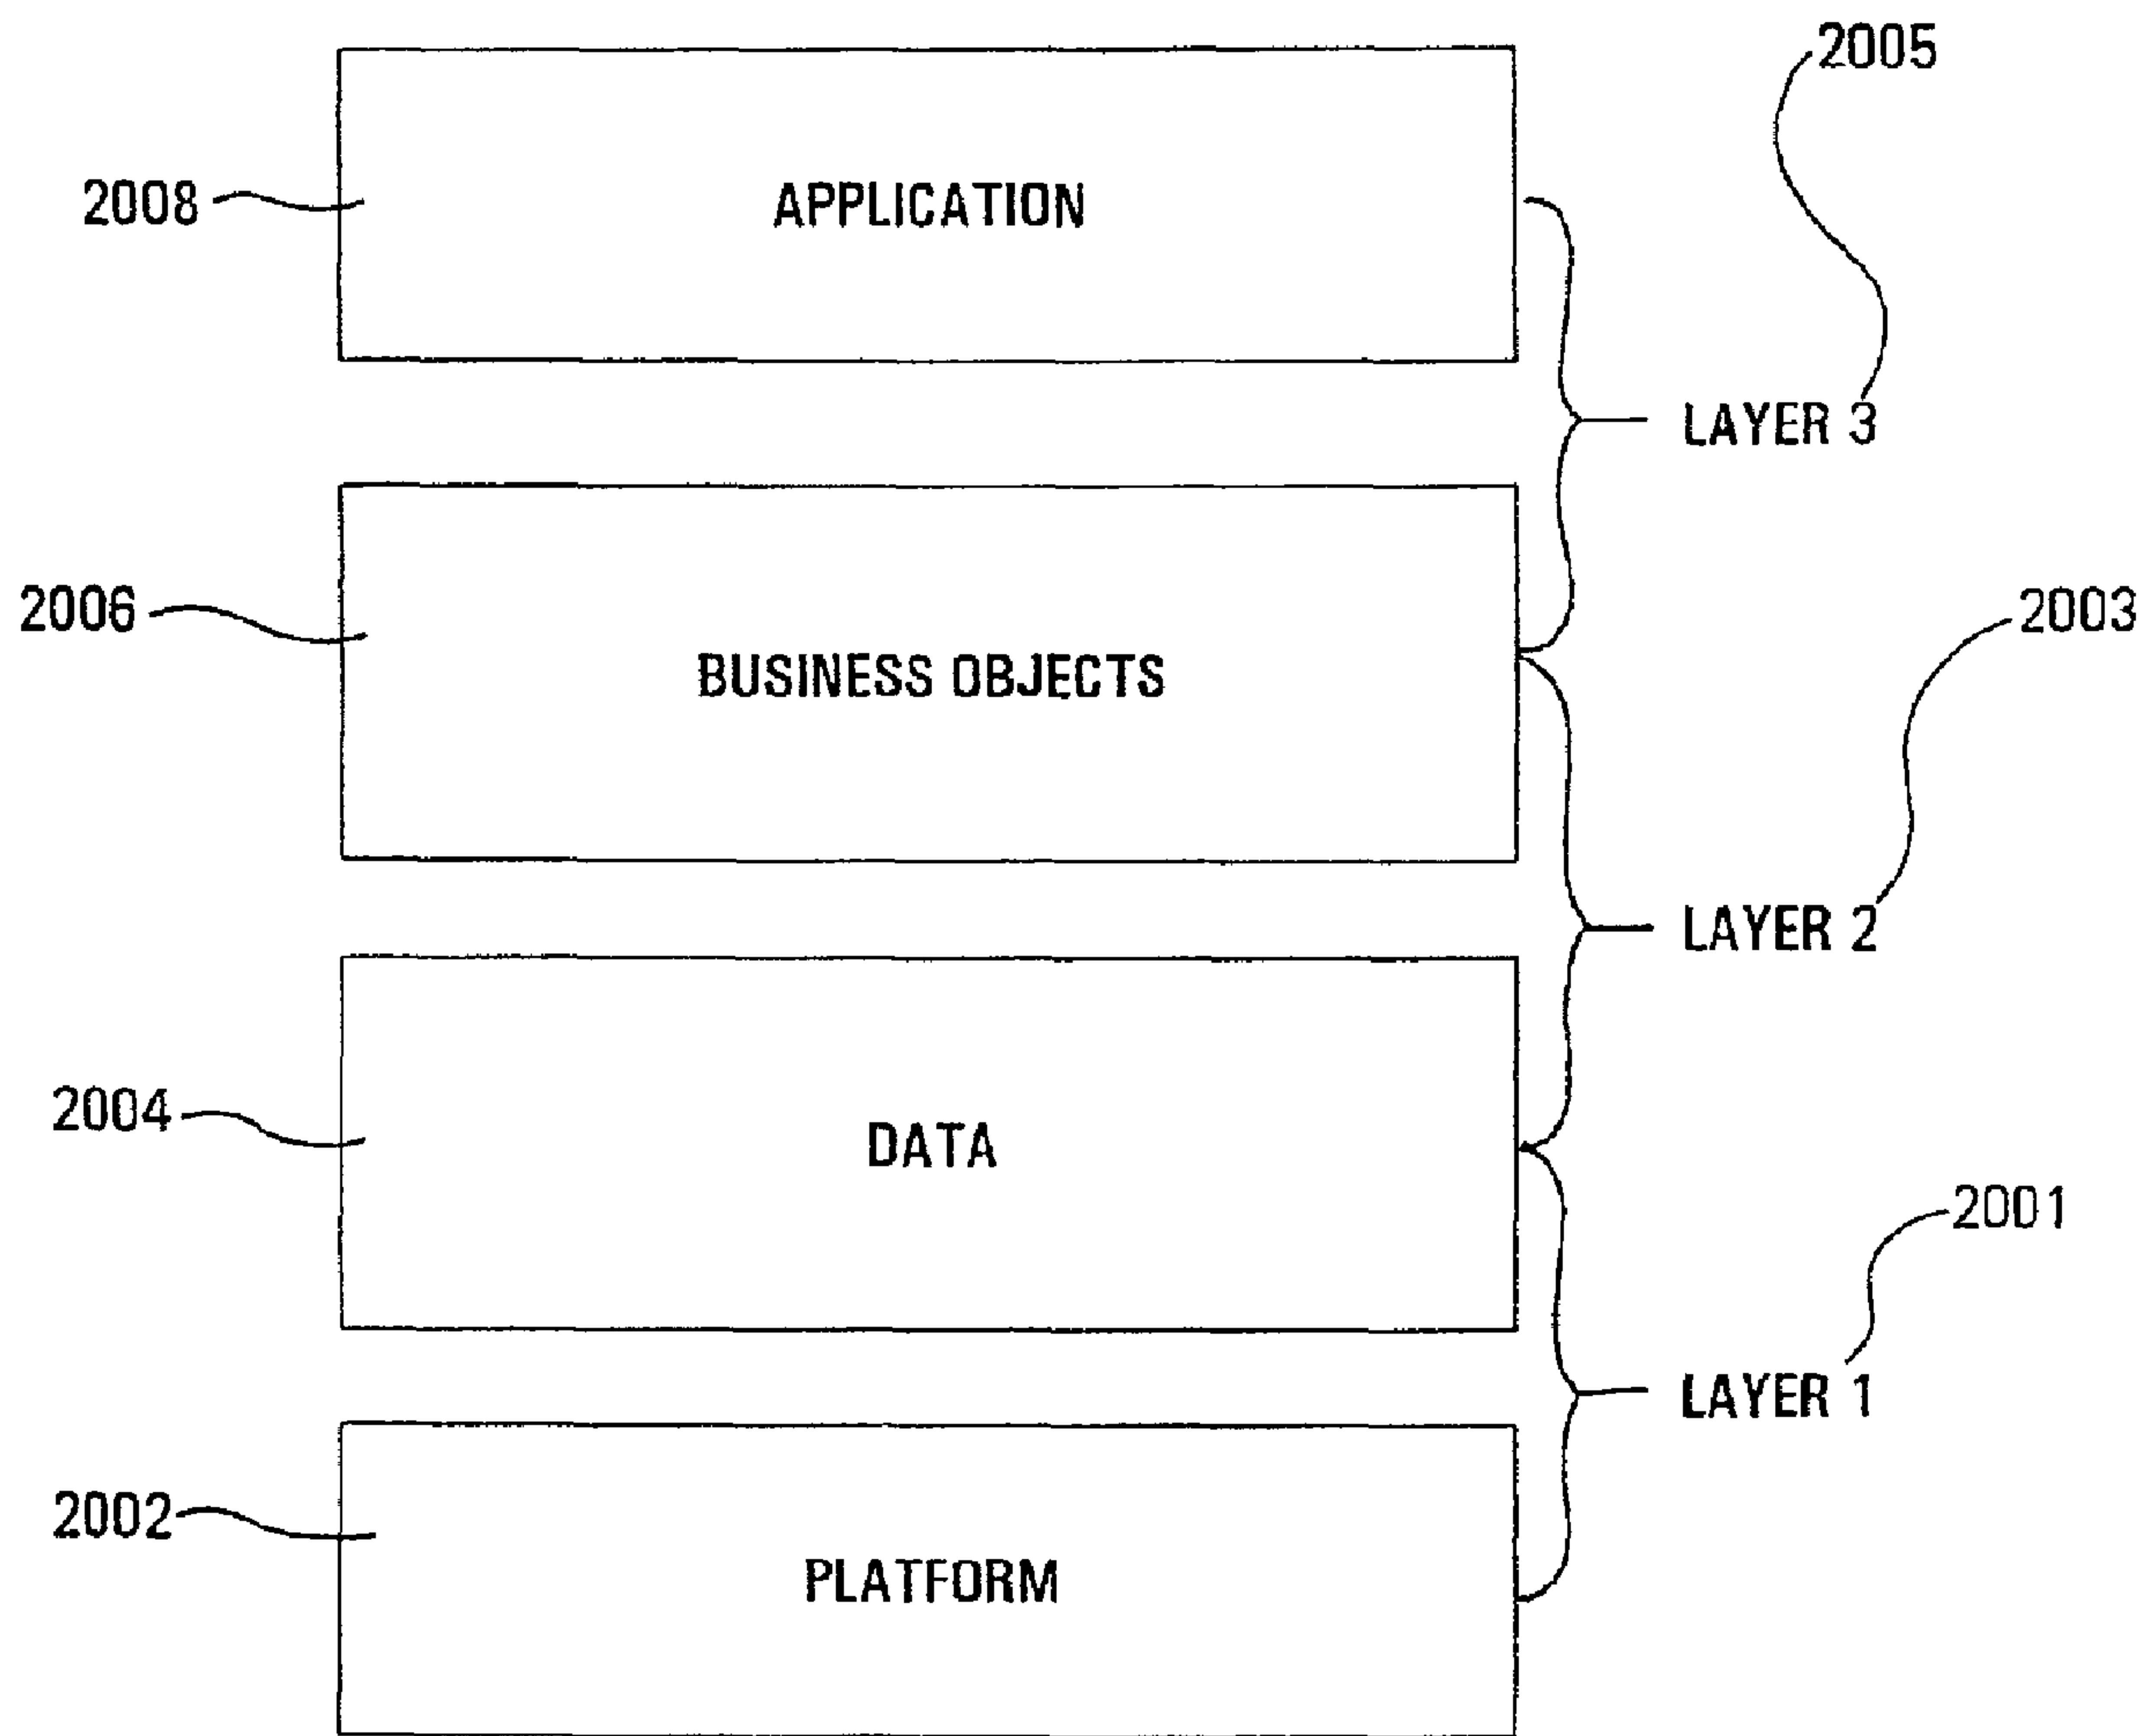 2005
2008
APPLICATION
LAYER 3
2006
2003
BUSINESS OBJECTS
LAYER 2
2004
DATA
2001
LAYER 1
2002
PLATFORM